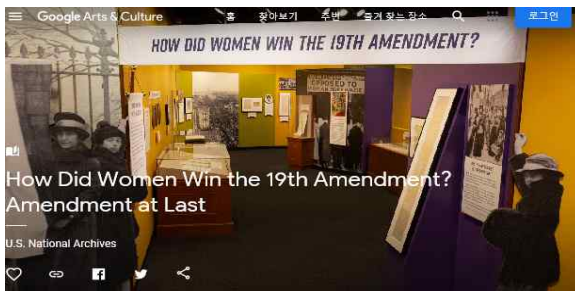 Google Arts & Culture
홈 찾아보기 주변 즐겨 찾는 장소
로그인
HOW DID WOMEN WIN THE 19TH AMENDMENT?
OPPOSED TO
How Did Women Win the 19th Amendment?
Amendment at Last
U.S. National Archives